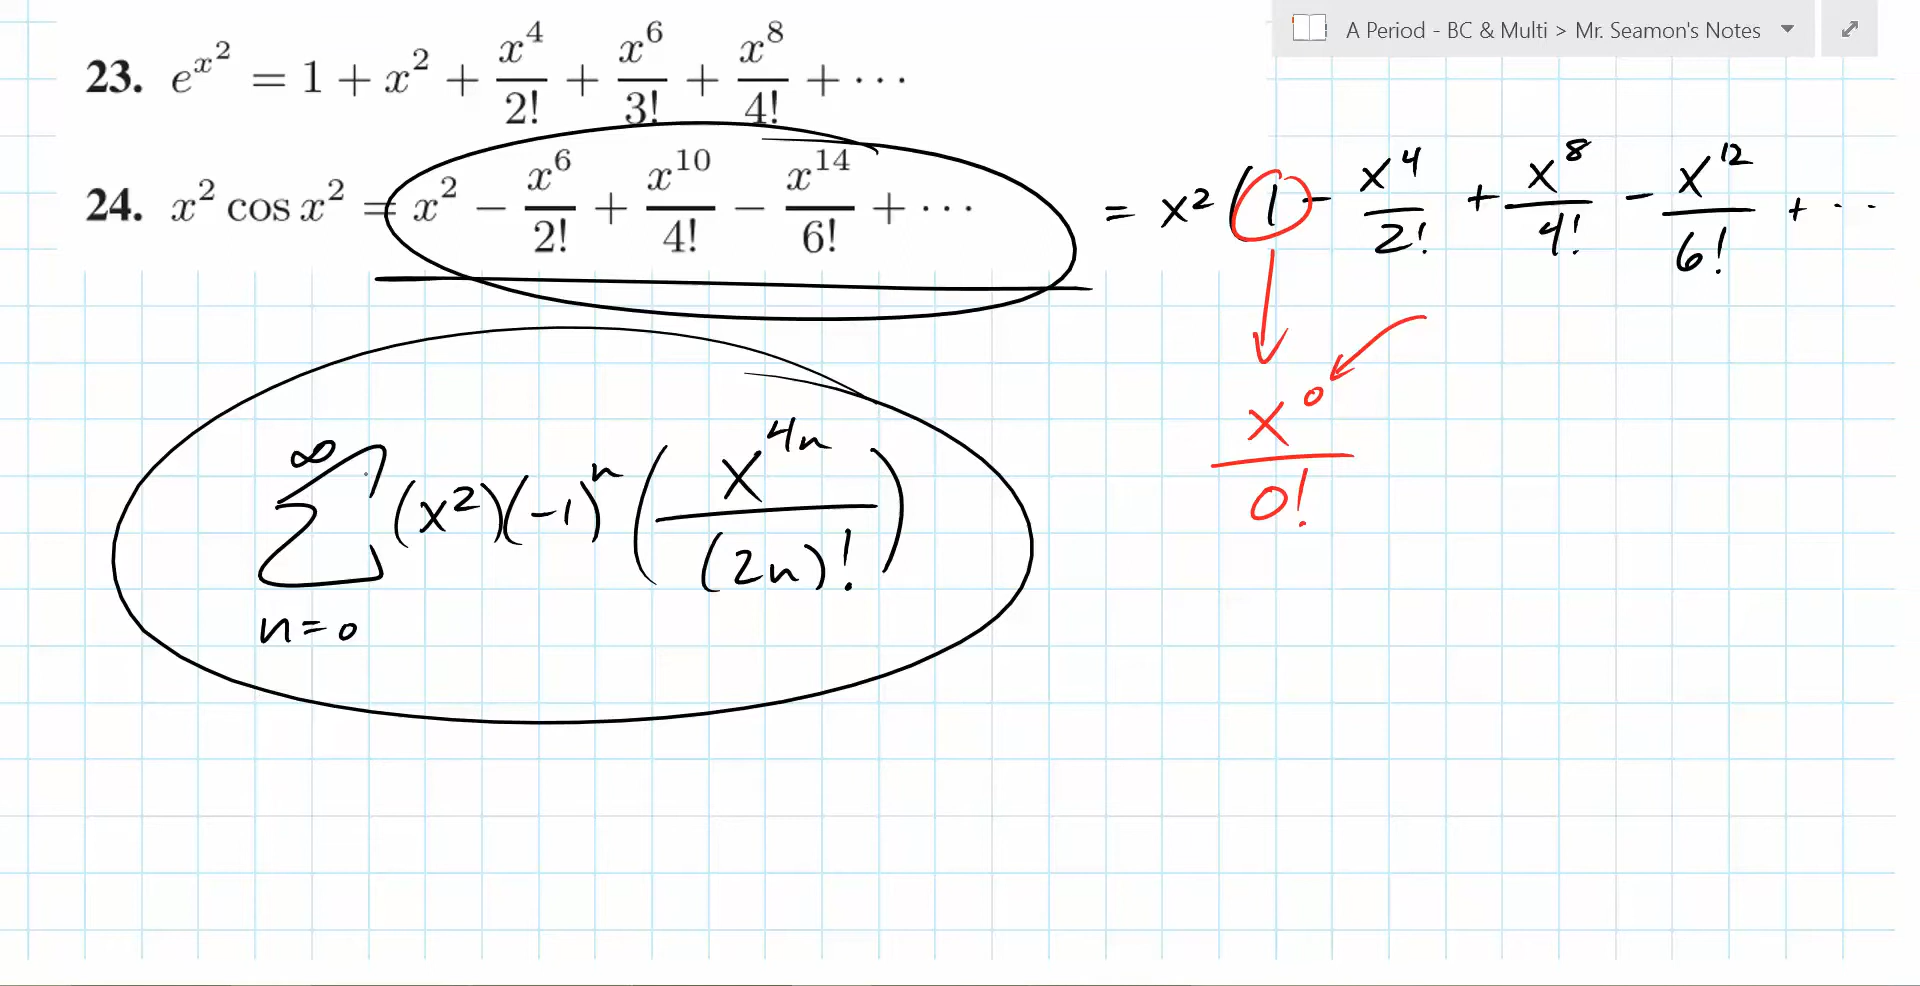 A Period - BC & Multi > Mr. Seamon's Notes
23. e^{x^2} = 1 + x^2 + x^4/2! + x^6/3! + x^8/4! + ···
24. x^2 cos x^2 = x^2 − x^6/2! + x^10/4! − x^14/6! + ··· = x^2 (1 − x^4/2! + x^8/4! − x^12/6! + ···
x^0/0!
∑_{n=0}^{∞} (x^2)(-1)^n (x^{4n}/(2n)!)